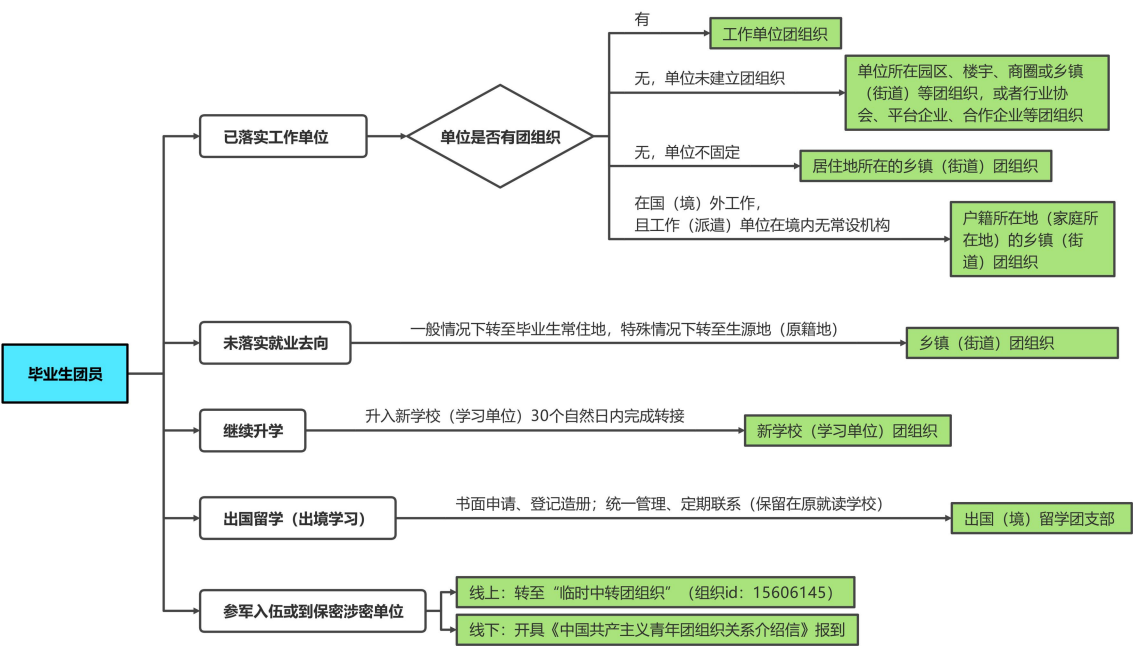 毕业生团员
已落实工作单位
单位是否有团组织
有
工作单位团组织
无，单位未建立团组织
单位所在园区、楼宇、商圈或乡镇
（街道）等团组织，或者行业协
会、平台企业、合作企业等团组织
无，单位不固定
居住地所在的乡镇（街道）团组织
在国（境）外工作，
且工作（派遣）单位在境内无常设机构
户籍所在地（家庭所
在地）的乡镇（街
道）团组织
未落实就业去向
一般情况下转至毕业生常住地，特殊情况下转至生源地（原籍地）
乡镇（街道）团组织
继续升学
升入新学校（学习单位）30个自然日内完成转接
新学校（学习单位）团组织
出国留学（出境学习）
书面申请、登记造册；统一管理、定期联系（保留在原就读学校）
出国（境）留学团支部
参军入伍或到保密涉密单位
线上：转至“临时中转团组织”（组织id：15606145）
线下：开具《中国共产主义青年团组织关系介绍信》报到